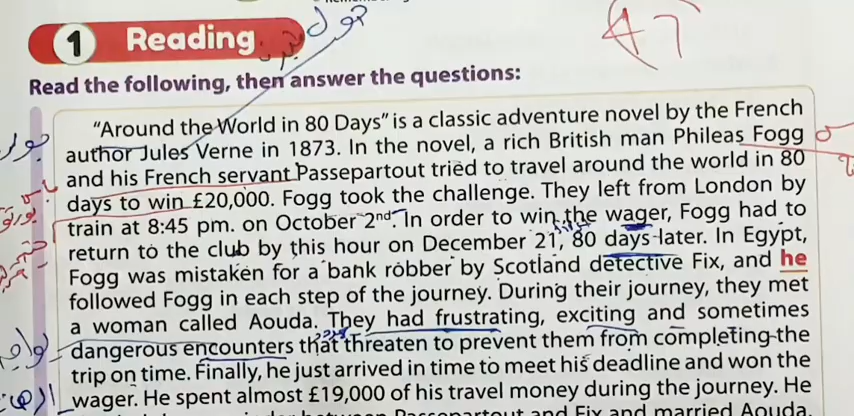 1 Reading
جول
Read the following, then answer the questions:
"Around the World in 80 Days" is a classic adventure novel by the French
author Jules Verne in 1873. In the novel, a rich British man Phileas Fogg
and his French servant Passepartout tried to travel around the world in 80
days to win £20,000. Fogg took the challenge. They left from London by
train at 8:45 pm. on October 2nd. In order to win the wager, Fogg had to
return to the club by this hour on December 21, 80 days later. In Egypt,
Fogg was mistaken for a bank robber by Scotland detective Fix, and he
followed Fogg in each step of the journey. During their journey, they met
a woman called Aouda. They had frustrating, exciting and sometimes
dangerous encounters that threaten to prevent them from completing the
trip on time. Finally, he just arrived in time to meet his deadline and won the
wager. He spent almost £19,000 of his travel money during the journey. He
Passepartout and Fix and married Aouda.